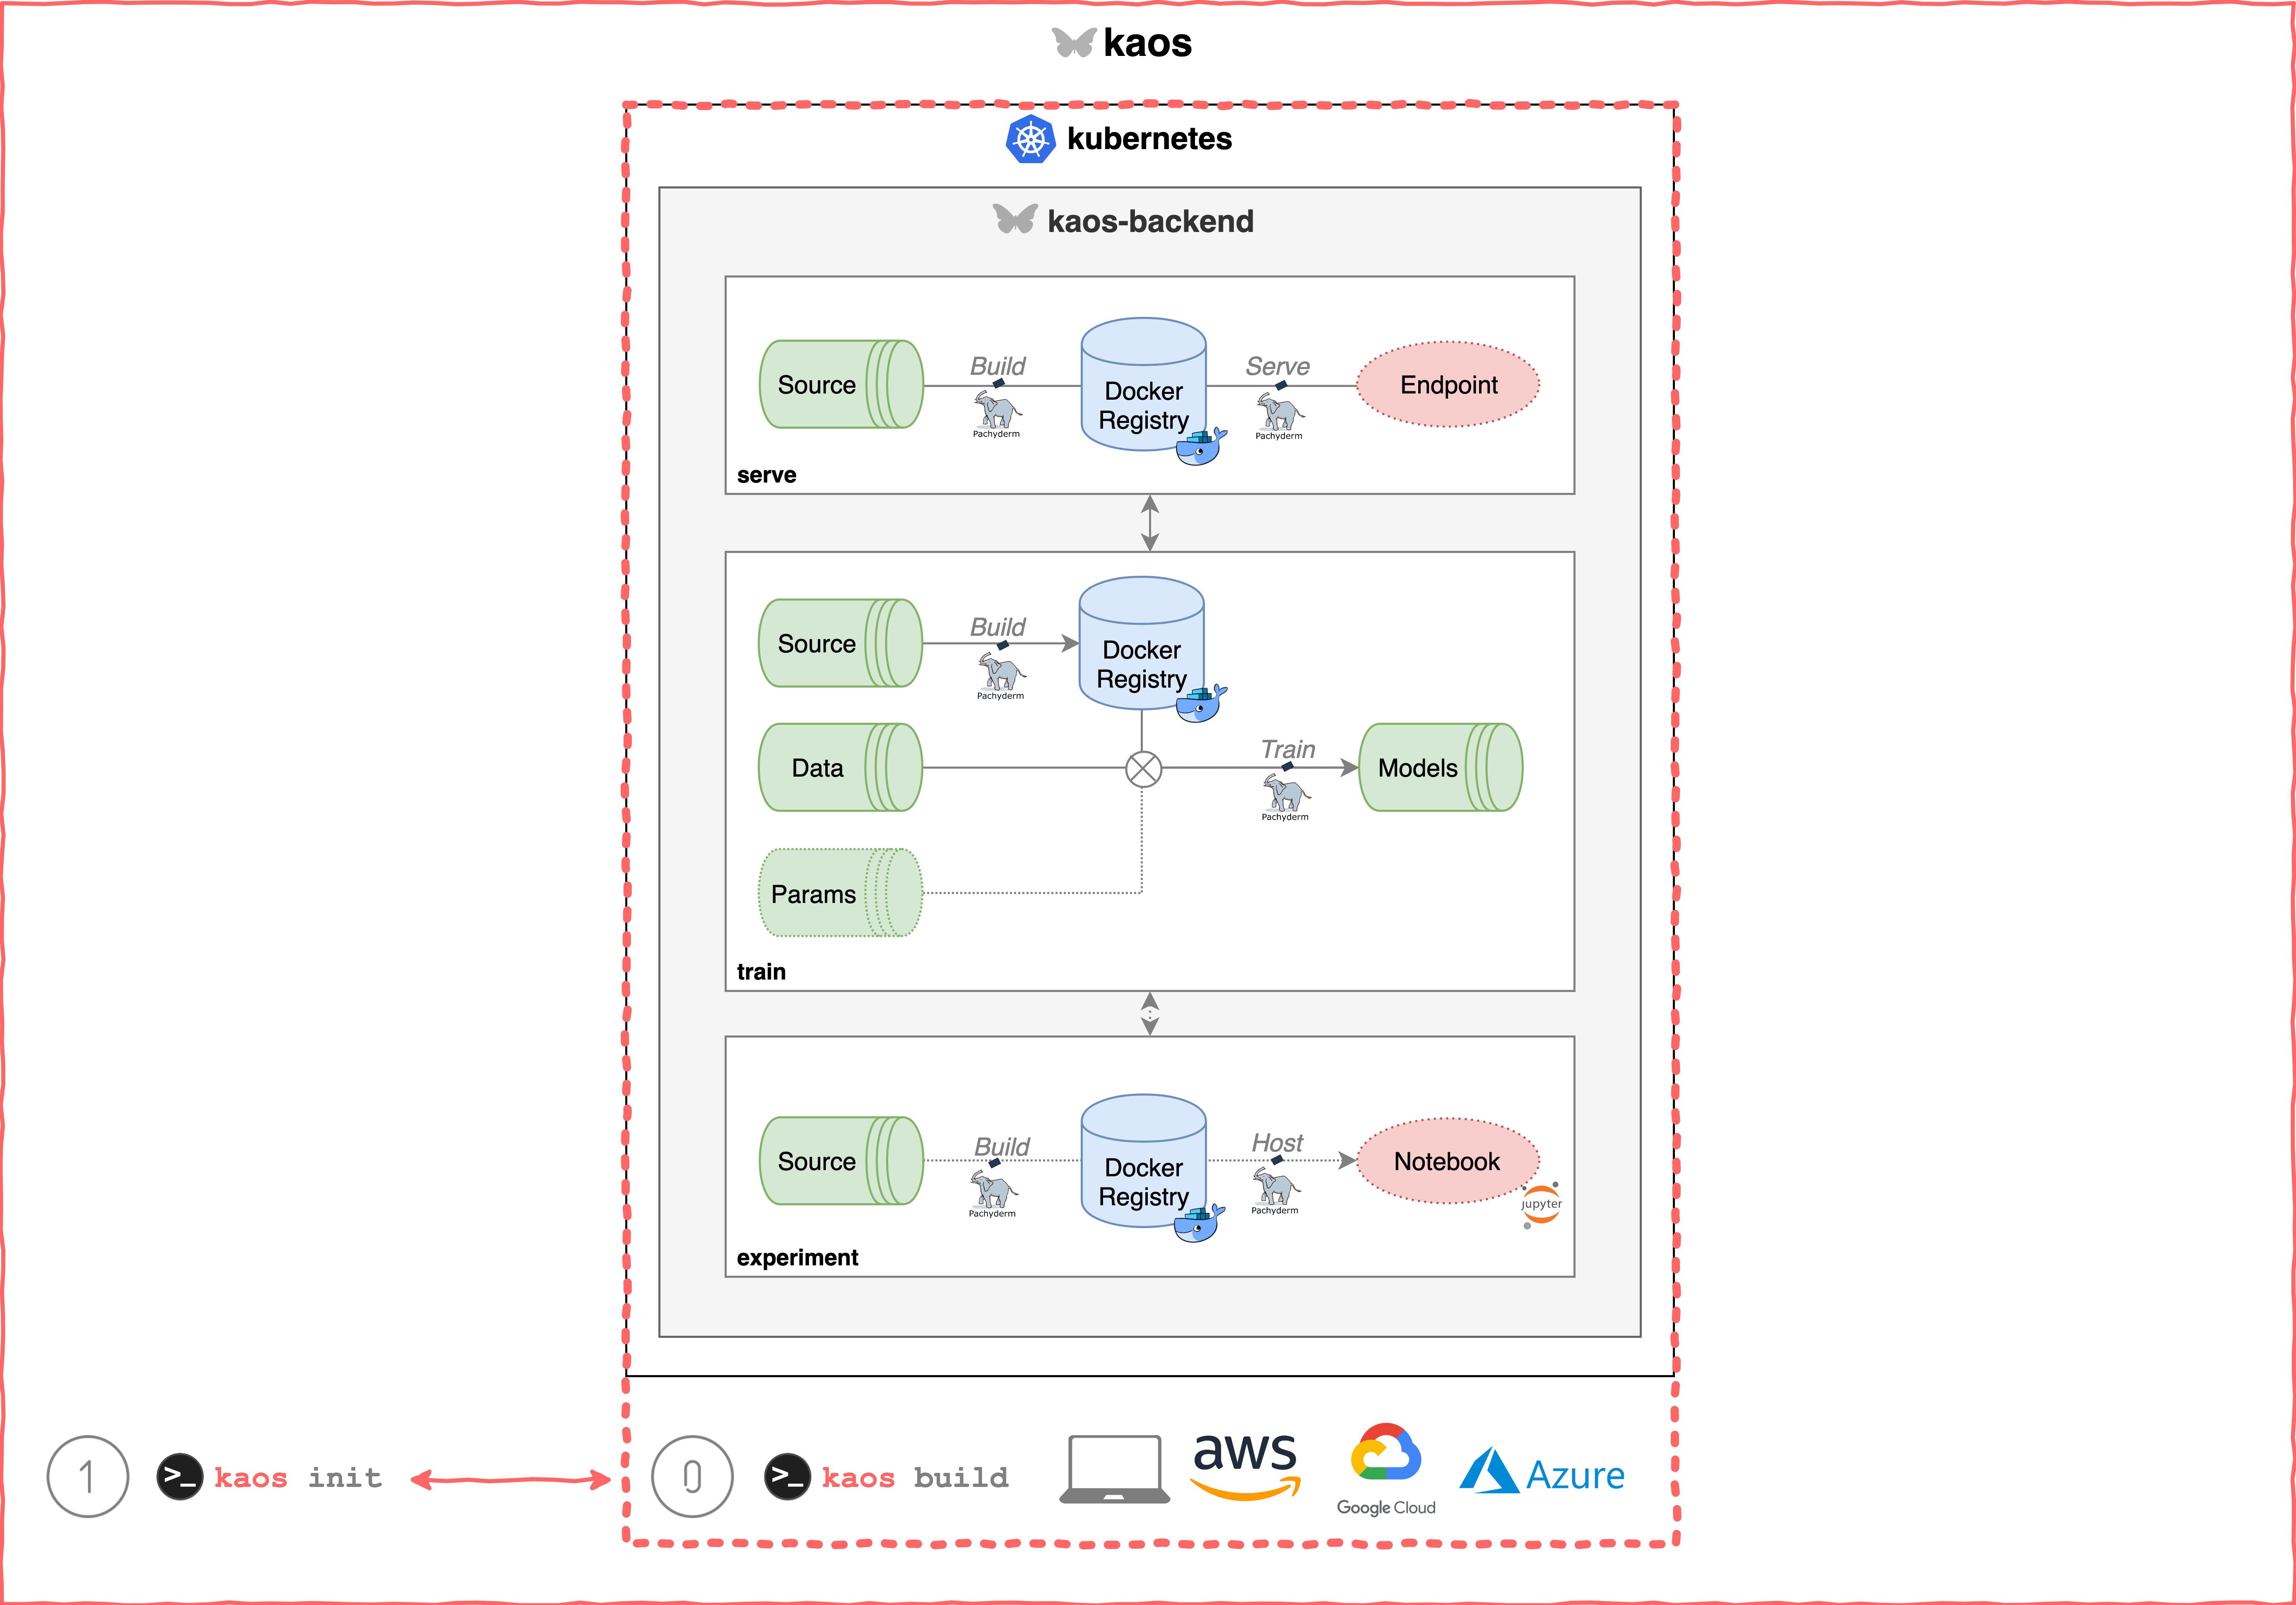 kaos
kubernetes
kaos-backend
Source
Build
Pachyderm
Docker
Registry
Serve
Pachyderm
Endpoint
serve
Source
Build
Pachyderm
Docker
Registry
Data
Train
Pachyderm
Models
Params
train
Source
Build
Pachyderm
Docker
Registry
Host
Pachyderm
Notebook
jupyter
experiment
1 >_ kaos init
0 >_ kaos build
aws
Google Cloud
Azure